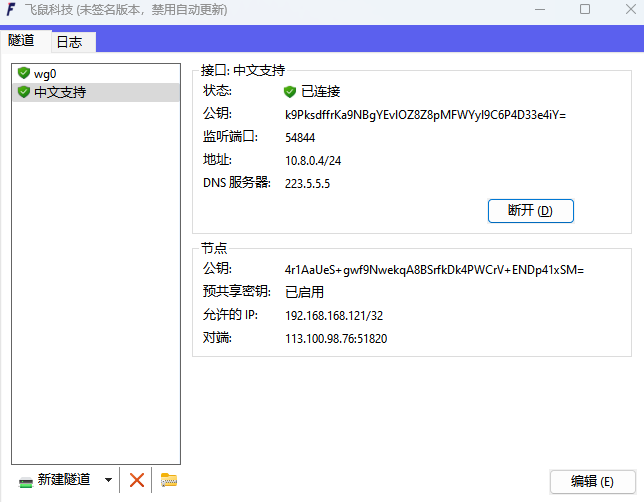 飞鼠科技 (未签名版本，禁用自动更新)
隧道 日志
wg0
中文支持
接口: 中文支持
状态: 已连接
公钥: k9PksdffrKa9NBgYEvIOZ8Z8pMFWYyI9C6P4D33e4iY=
监听端口: 54844
地址: 10.8.0.4/24
DNS 服务器: 223.5.5.5
断开 (D)
节点
公钥: 4r1AaUeS+gwf9NwekqA8BSrfkDk4PWCrV+ENDp41xSM=
预共享密钥: 已启用
允许的 IP: 192.168.168.121/32
对端: 113.100.98.76:51820
新建隧道
编辑 (E)